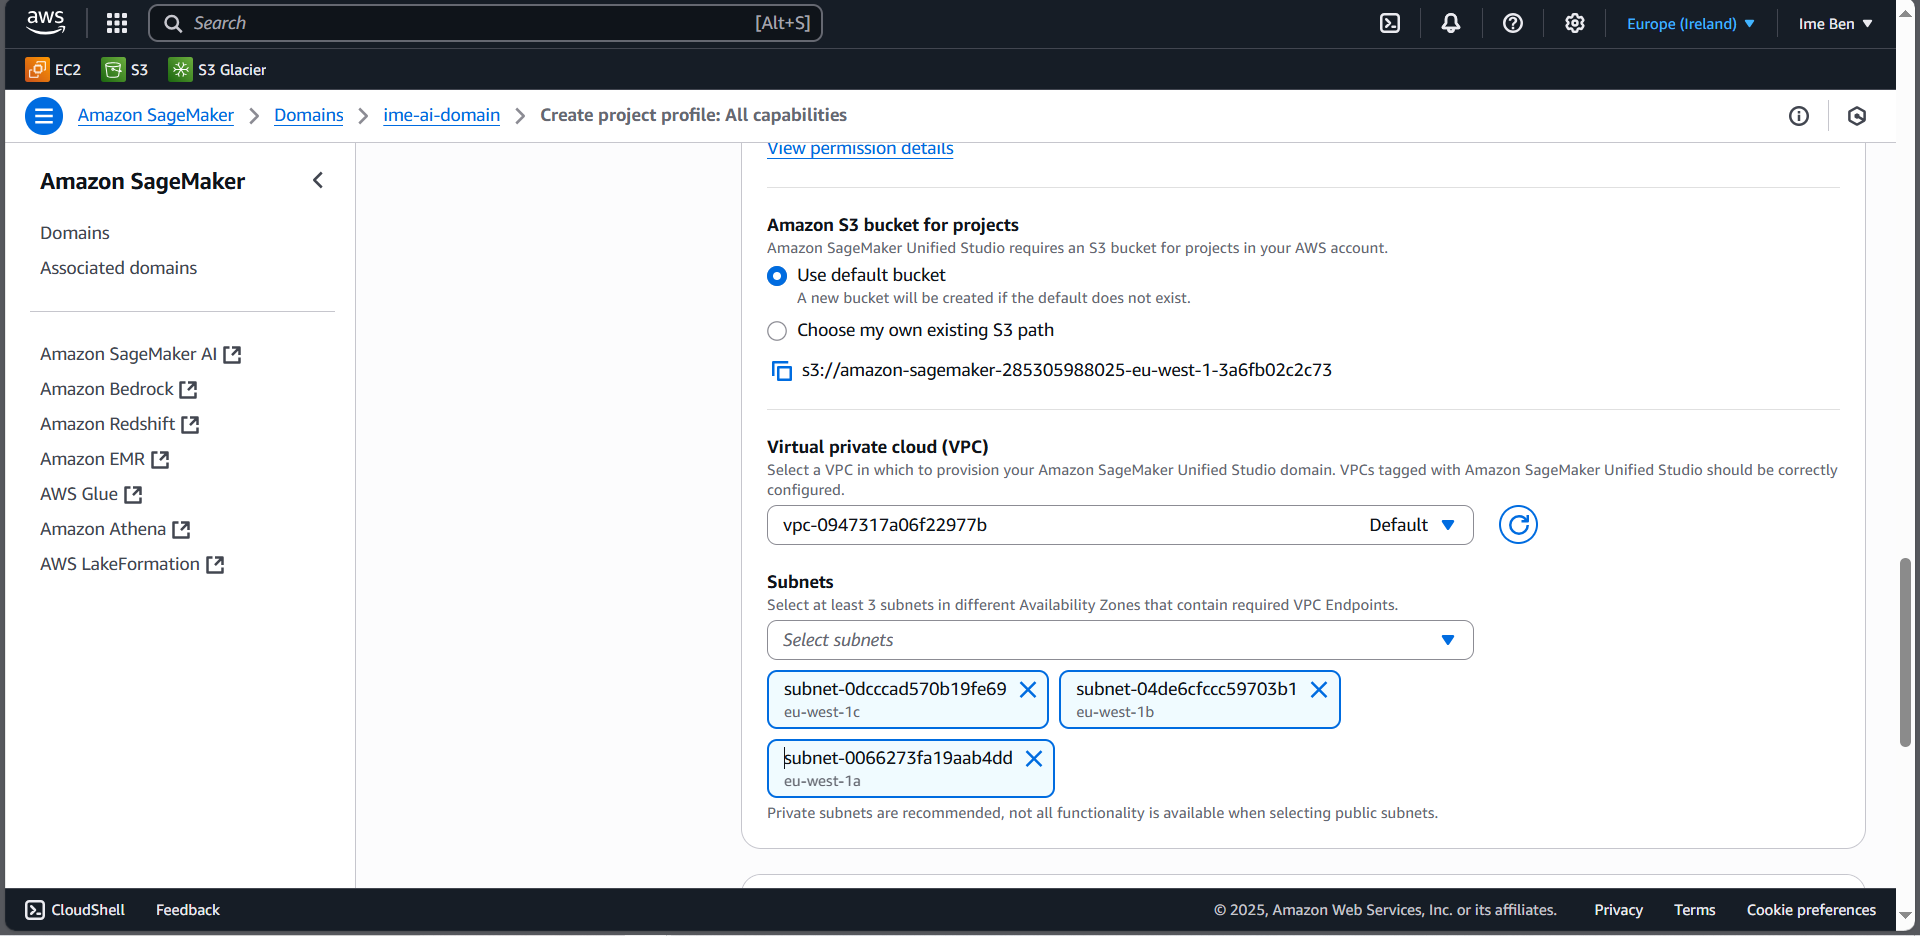 aws
Search [Alt+S]
Europe (Ireland)
Ime Ben
EC2
S3
S3 Glacier
Amazon SageMaker
Domains
ime-ai-domain
Create project profile: All capabilities
Amazon SageMaker
Domains
Associated domains
Amazon SageMaker AI
Amazon Bedrock
Amazon Redshift
Amazon EMR
AWS Glue
Amazon Athena
AWS LakeFormation
View permission details
Amazon S3 bucket for projects
Amazon SageMaker Unified Studio requires an S3 bucket for projects in your AWS account.
Use default bucket
A new bucket will be created if the default does not exist.
Choose my own existing S3 path
s3://amazon-sagemaker-285305988025-eu-west-1-3a6fb02c2c73
Virtual private cloud (VPC)
Select a VPC in which to provision your Amazon SageMaker Unified Studio domain. VPCs tagged with Amazon SageMaker Unified Studio should be correctly
configured.
vpc-0947317a06f22977b Default
Subnets
Select at least 3 subnets in different Availability Zones that contain required VPC Endpoints.
Select subnets
subnet-0dcccad570b19fe69
eu-west-1c
subnet-04de6cfccc59703b1
eu-west-1b
subnet-0066273fa19aab4dd
eu-west-1a
Private subnets are recommended, not all functionality is available when selecting public subnets.
CloudShell
Feedback
© 2025, Amazon Web Services, Inc. or its affiliates.
Privacy
Terms
Cookie preferences